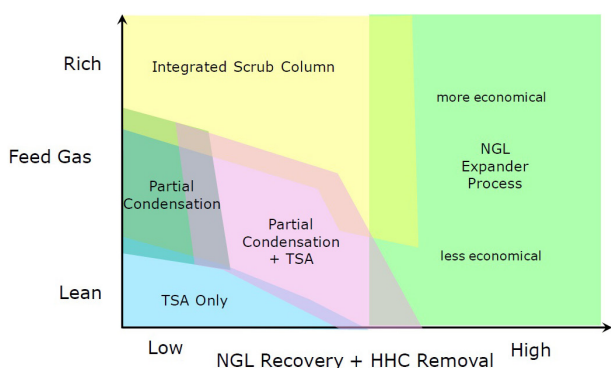 Rich
Integrated Scrub Column
more economical
Feed Gas
NGL
Expander
Process
Partial
Condensation
Partial
Condensation
+ TSA
less economical
Lean
TSA Only
Low
NGL Recovery + HHC Removal
High